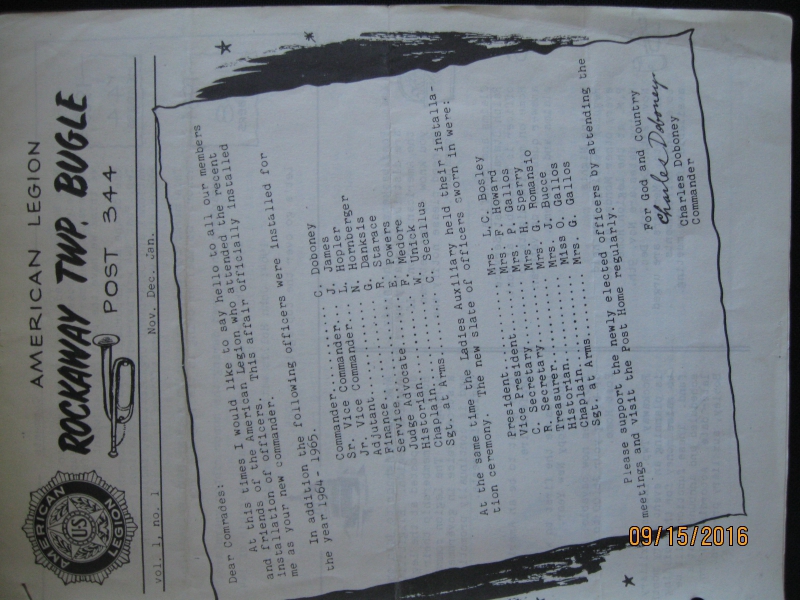 AMERICAN LEGION
ROCKAWAY TWP. BUGLE
POST 344
AMERICAN LEGION
US
vol. 1, no. 1 Nov. Dec. Jan.
Dear Comrades:
At this times I would like to say hello to all our members
and friends of the American Legion who attended the recent
installation of officers. This affair officially installed
me as your new commander.
In addition the following officers were installed for
the year 1964-1965.
Commander.......... C. Doboney
Sr. Vice Commander.... J. James
Jr. Vice Commander.... L. Hopler
Adjutant............. N. Hornberger
Finance.............. G. Danksis
Service.............. R. Starace
Judge Advocate....... E. Powers
Historian............ F. Medore
Chaplain............. W. Unick
Sgt. at Arms......... C. Secallus
At the same time the Ladies Auxiliary held their installa-
tion ceremony. The new slate of officers sworn in were:
President.......... Mrs. L.C. Bosley
Vice President....... Mrs. F. Howard
C. Secretary......... Mrs. P. Gallos
R. Secretary......... Mrs. H. Sperry
Treasurer............ Mrs. G. Romansio
Historian............ Mrs. J. Bucce
Chaplain............. Miss O. Gallos
Sgt. at Arms......... Mrs. G. Gallos
Please support the newly elected officers by attending the
meetings and visit the Post Home regularly.
For God and Country
Charles Doboney
Charles Doboney
Commander
09/15/2016